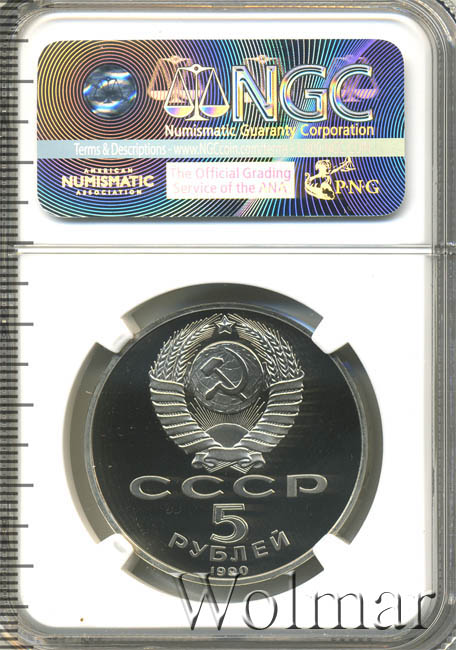 NGC
Numismatic Guaranty Corporation
Terms & Descriptions - www.NGCcoin.com/terms
AMERICAN
NUMISMATIC
ASSOCIATION
The Official Grading
Service of the ANA
PNG
СССР
5
РУБЛЕЙ
1990
Wolmar